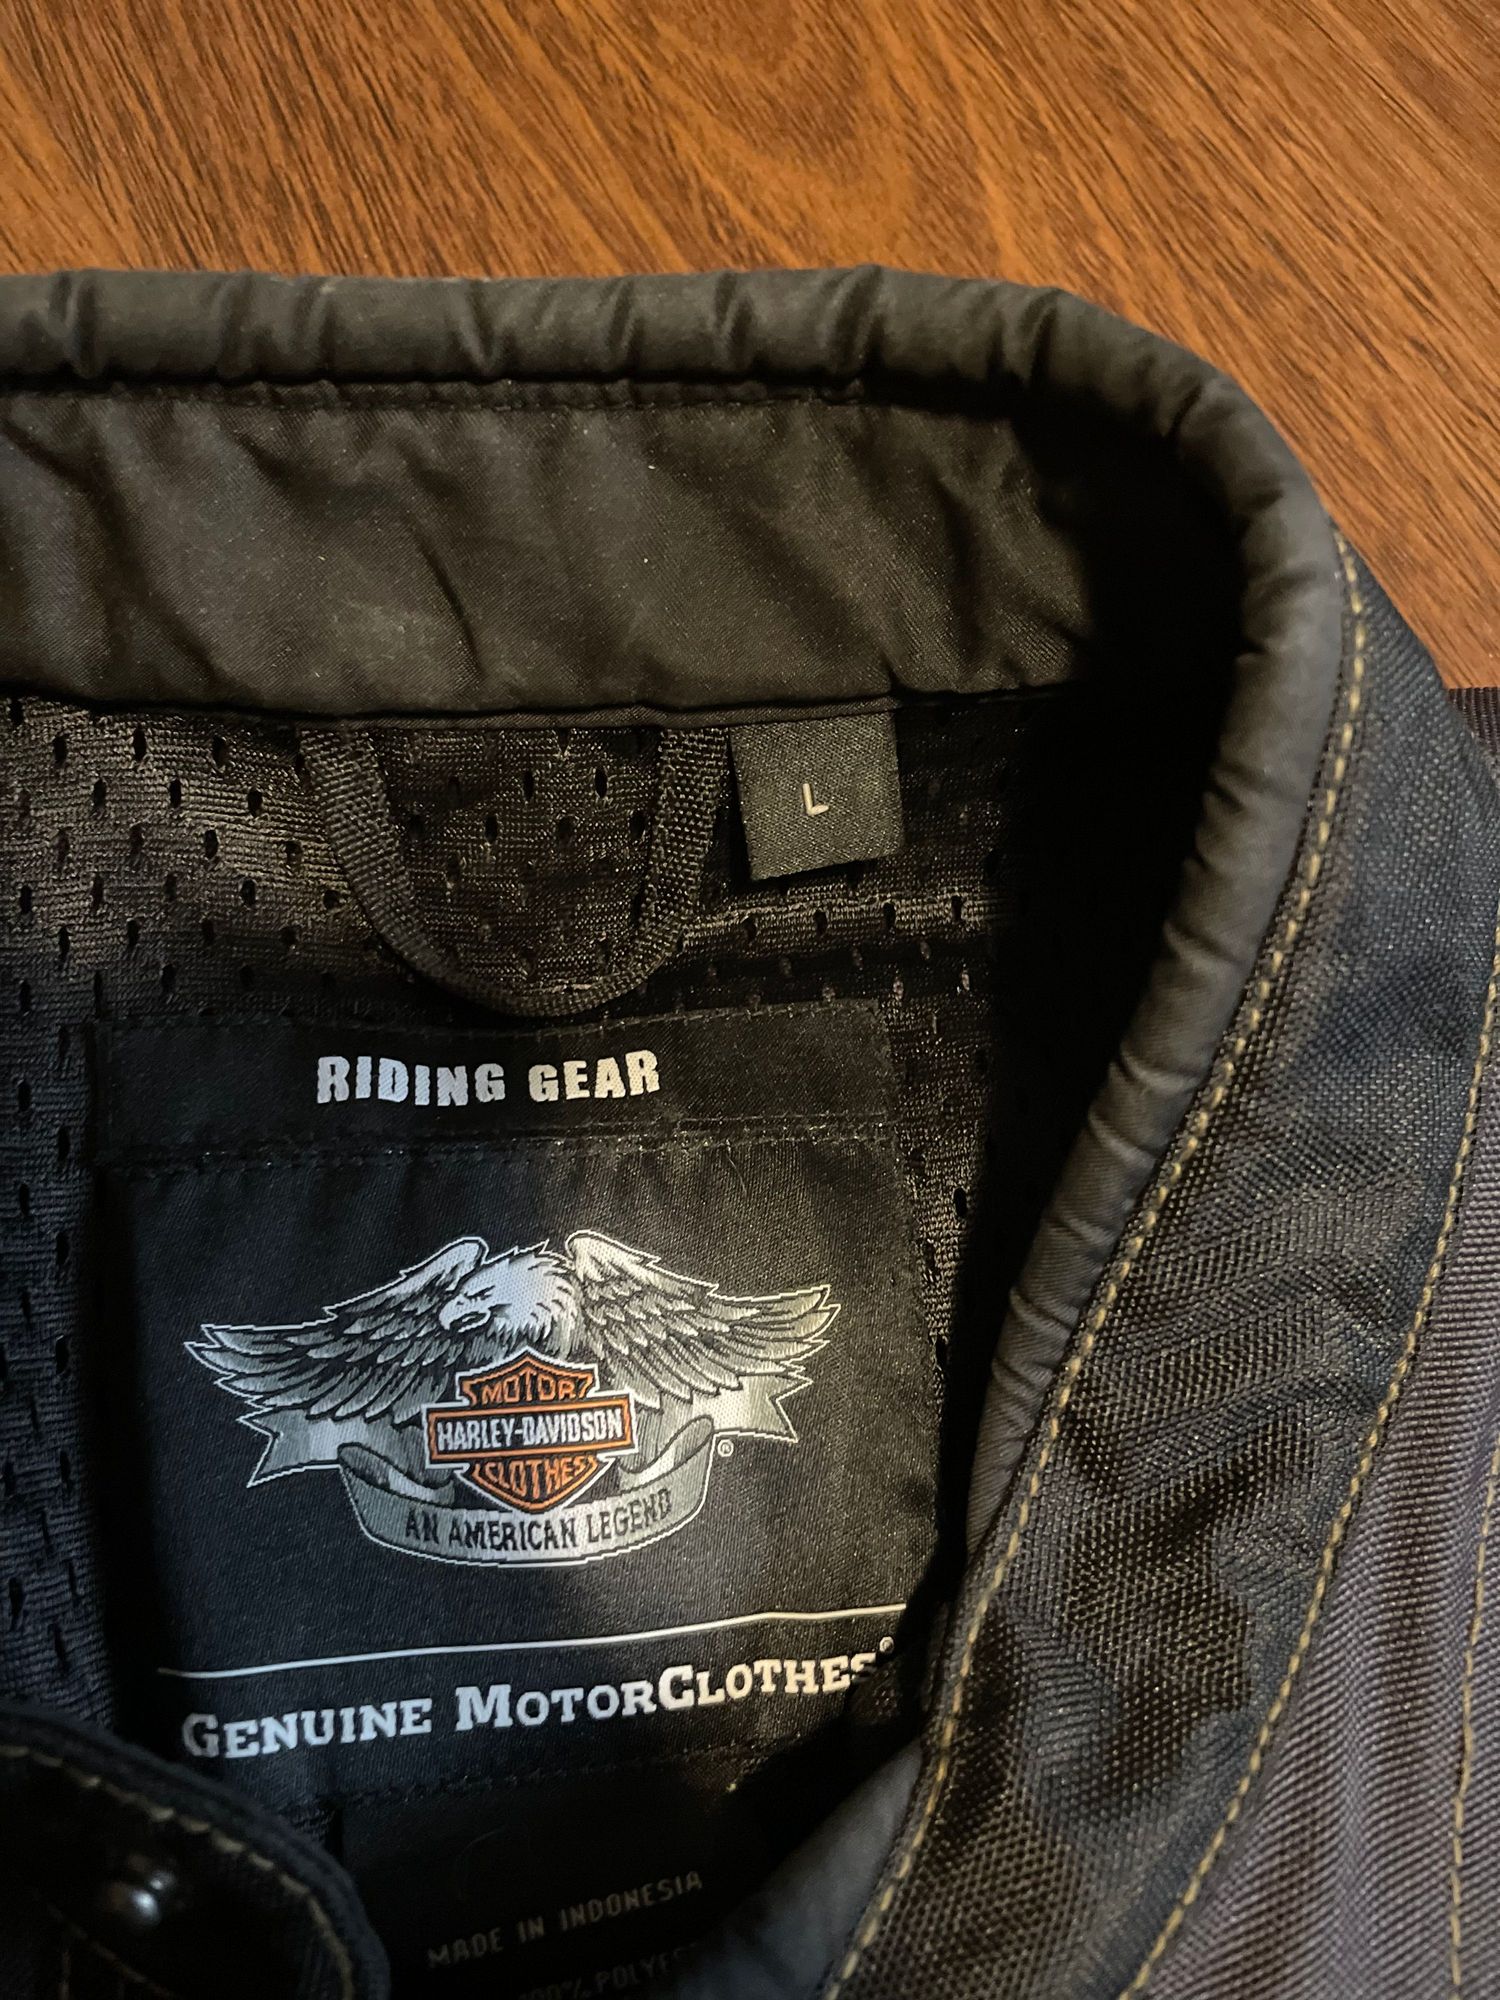 L
RIDING GEAR
MOTOR
HARLEY-DAVIDSON
CLOTHES
®
AN AMERICAN LEGEND
GENUINE MOTORCLOTHES®
MADE IN INDONESIA